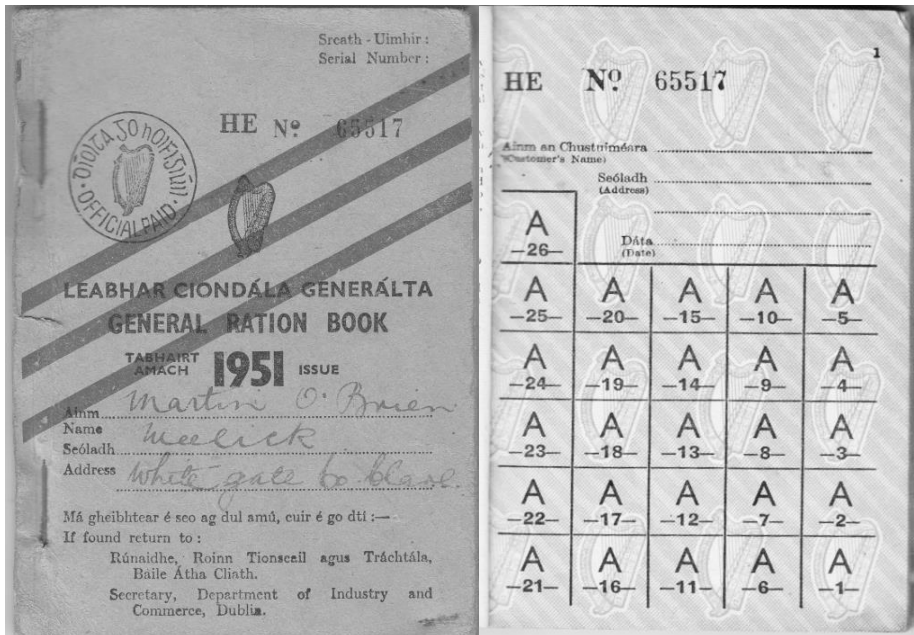 Sreath - Uimhir :
Serial Number :
HE Nº 65517
DÍOLTA GO HOIFIGIÚIL
OFFICIAL PAID
LEABHAR CIONDÁLA GENERÁLTA
GENERAL RATION BOOK
TABHAIRT AMACH 1951 ISSUE
Ainm
Name Martin O'Brien
Seóladh Meelick
Address White gate Co Clare.
Má gheibhtear é seo ag dul amú, cuir é go dtí :—
If found return to :
Rúnaidhe, Roinn Tionscail agus Tráchtála,
Baile Átha Cliath.
Secretary, Department of Industry and
Commerce, Dublin.
1
HE Nº 65517
Ainm an Chustuiméara
(Customer's Name)
Seóladh
(Address)
Dáta
(Date)
A
—26—
A A A A A
—25— —20— —15— —10— —5—
A A A A A
—24— —19— —14— —9— —4—
A A A A A
—23— —18— —13— —8— —3—
A A A A A
—22— —17— —12— —7— —2—
A A A A A
—21— —16— —11— —6— —1—